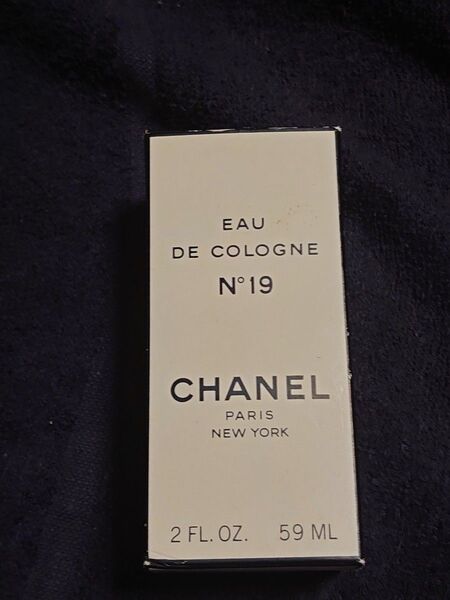 EAU
DE COLOGNE
N°19
CHANEL
PARIS
NEW YORK
2 FL. OZ. 59 ML